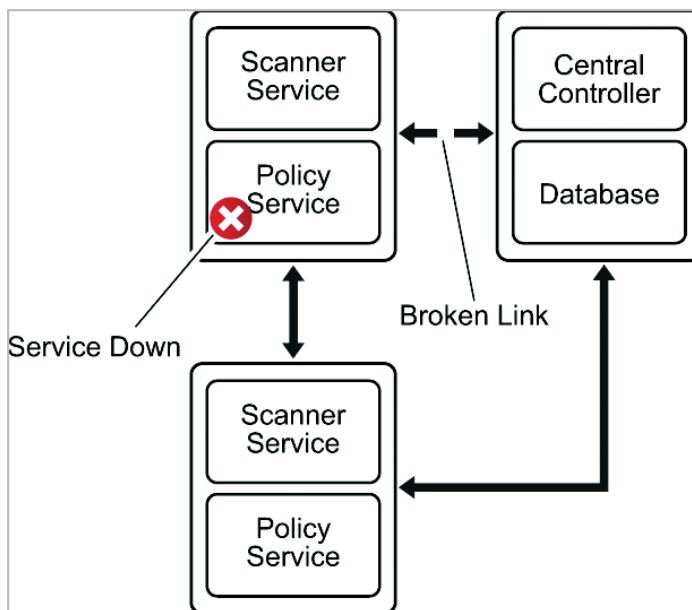 Scanner
Service
Central
Controller
Policy
Service
Database
Broken Link
Service Down
Scanner
Service
Policy
Service